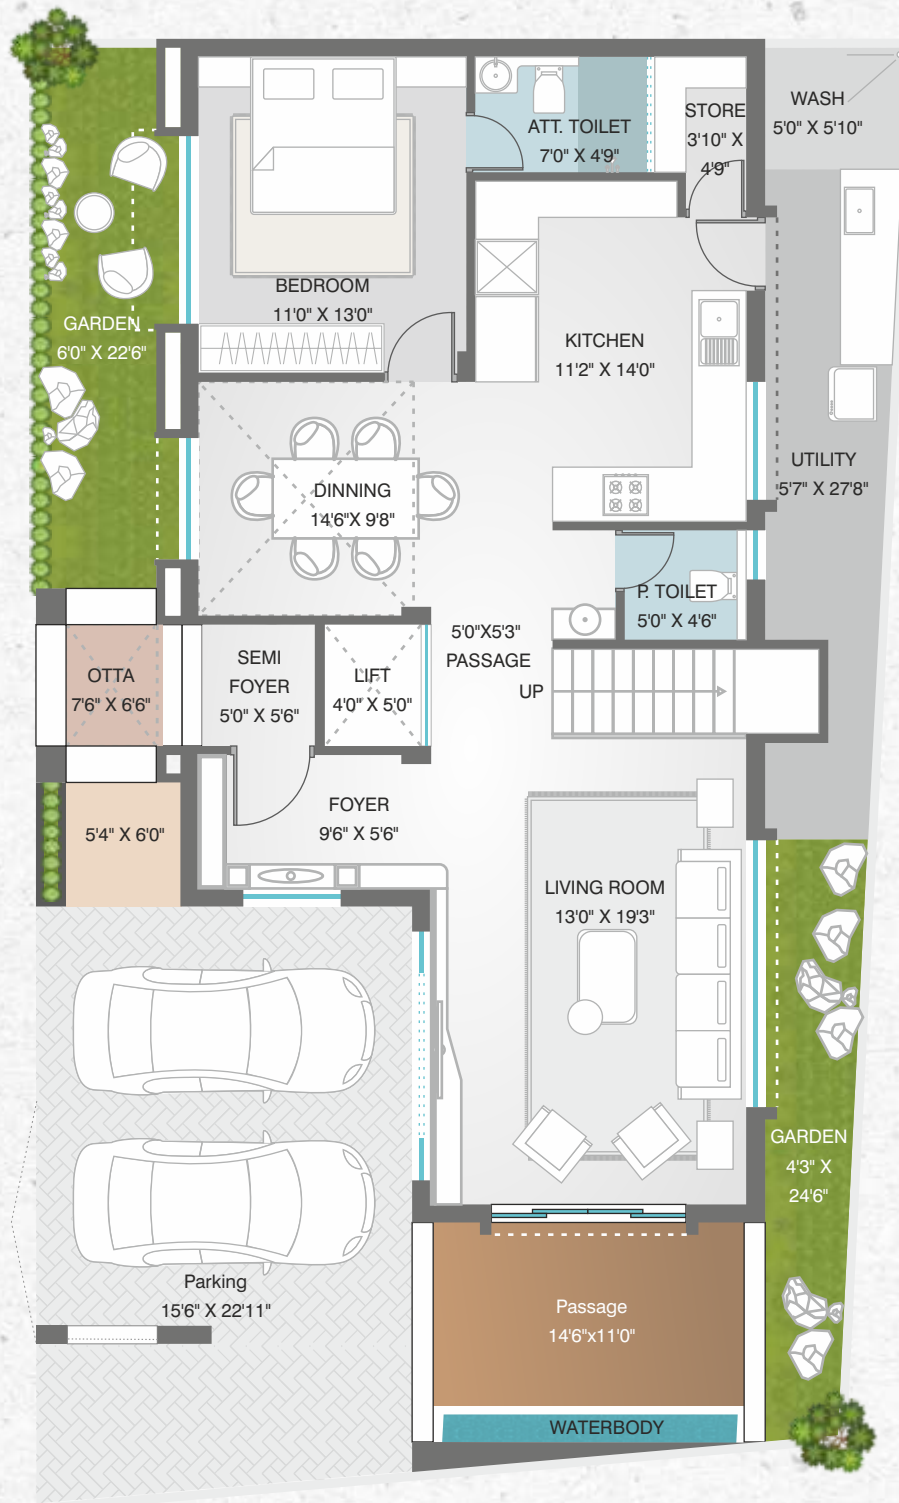 WASH
5'0" X 5'10"
STORE
3'10" X
4'9"
ATT. TOILET
7'0" X 4'9"
BEDROOM
11'0" X 13'0"
GARDEN
6'0" X 22'6"
KITCHEN
11'2" X 14'0"
UTILITY
5'7" X 27'8"
DINNING
14'6"X 9'8"
P. TOILET
5'0" X 4'6"
5'0"X5'3"
PASSAGE
UP
OTTA
7'6" X 6'6"
SEMI
FOYER
5'0" X 5'6"
LIFT
4'0" X 5'0"
FOYER
9'6" X 5'6"
5'4" X 6'0"
LIVING ROOM
13'0" X 19'3"
GARDEN
4'3" X
24'6"
Parking
15'6" X 22'11"
Passage
14'6"x11'0"
WATERBODY